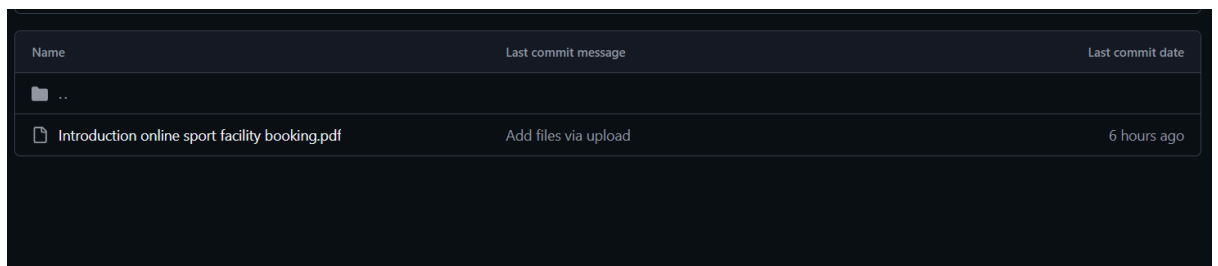 Name Last commit message Last commit date
..
Introduction online sport facility booking.pdf Add files via upload 6 hours ago